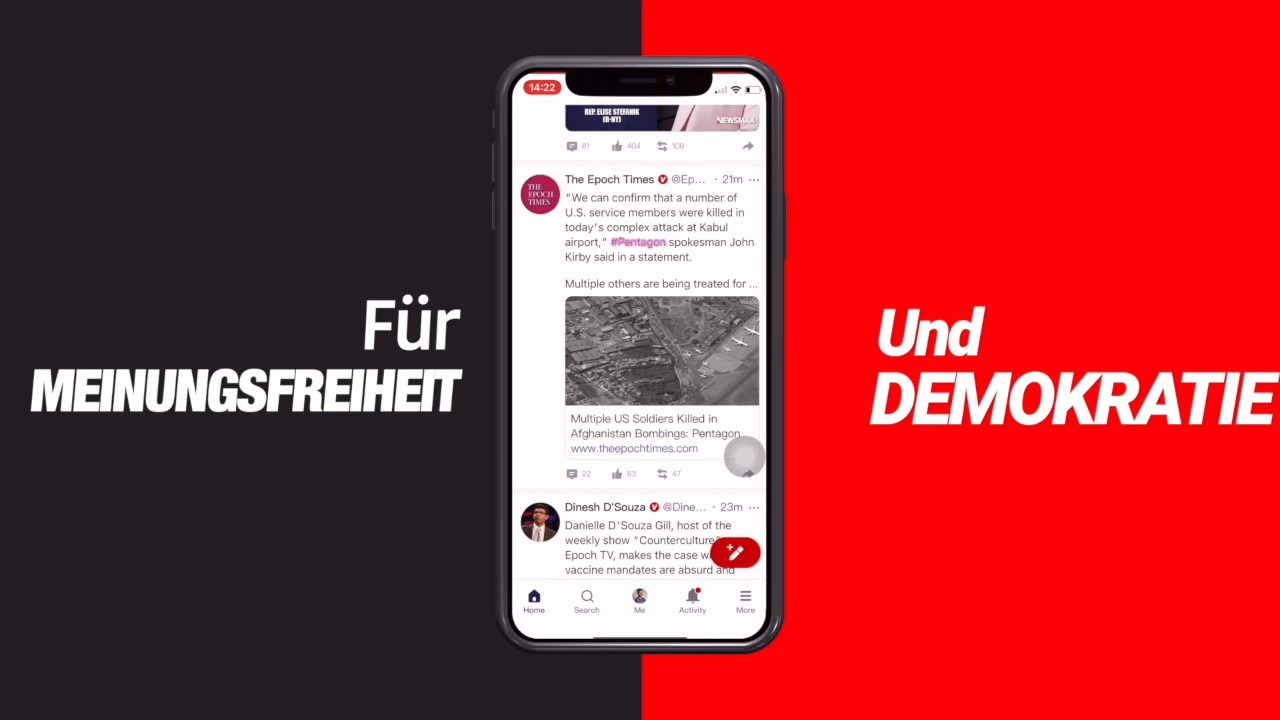 Für
MEINUNGSFREIHEIT
14:22
REP. ELISE STEFANIK
(R-NY)
NEWSMAX
81 404 109
THE
EPOCH
TIMES
The Epoch Times V @Ep... · 21m ...
"We can confirm that a number of
U.S. service members were killed in
today's complex attack at Kabul
airport," #Pentagon spokesman John
Kirby said in a statement.
Multiple others are being treated for ...
Multiple US Soldiers Killed in
Afghanistan Bombings: Pentagon
www.theepochtimes.com
22 83 47
Dinesh D'Souza V @Dine... · 23m ...
Danielle D'Souza Gill, host of the
weekly show "Counterculture"
Epoch TV, makes the case
vaccine mandates are absurd and
Home Search Me Activity More
Und
DEMOKRATIE